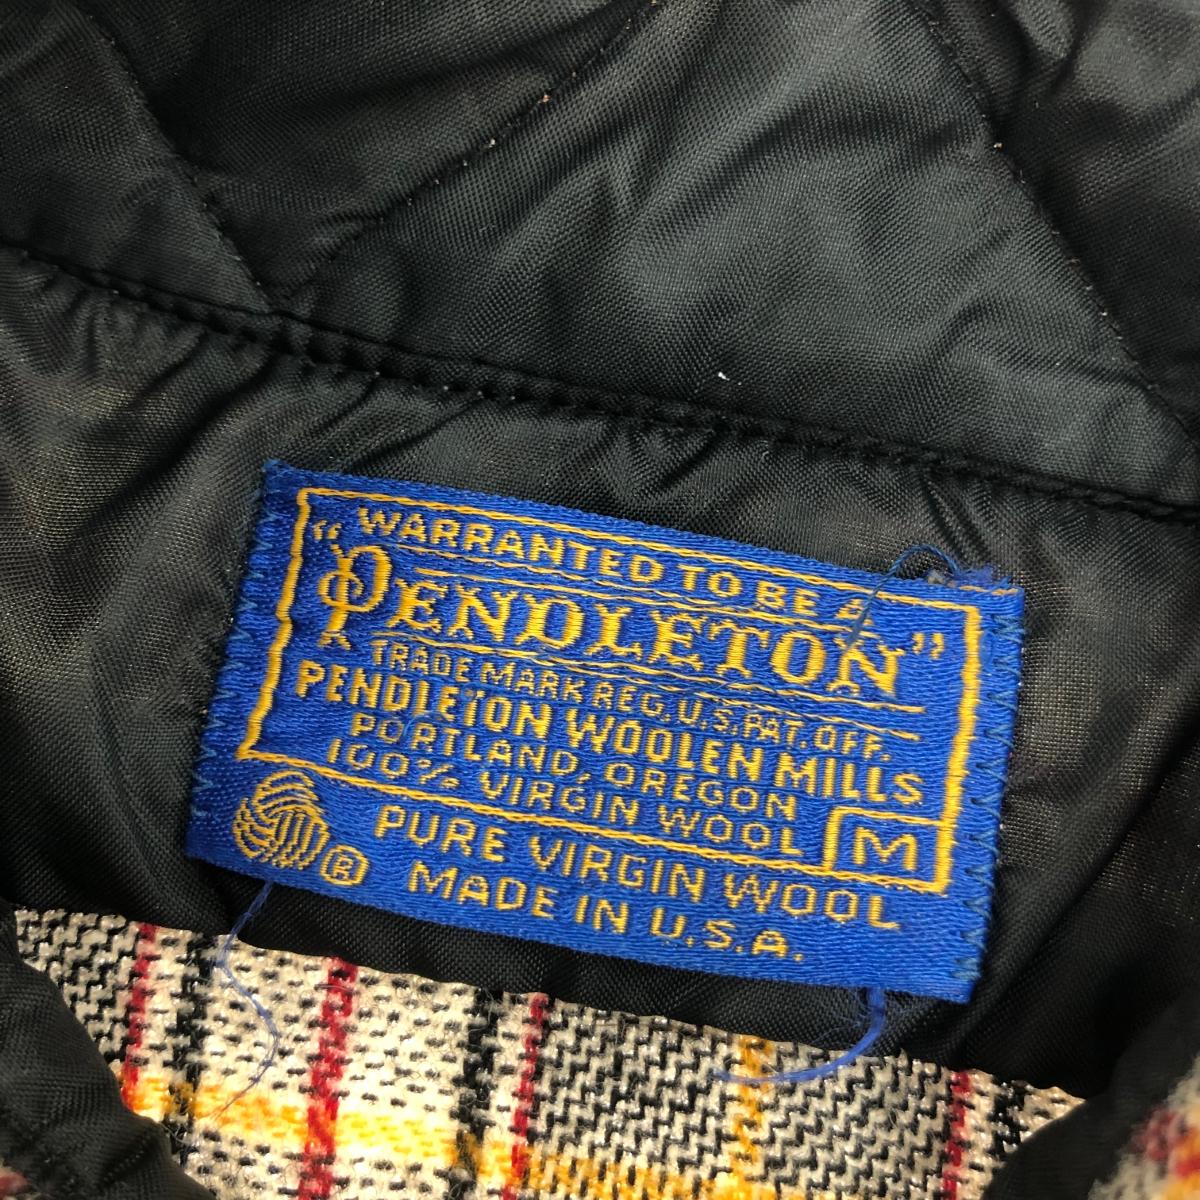 WARRANTED TO BE A
"PENDLETON"
TRADE MARK REG. U.S. PAT. OFF.
PENDLETON WOOLEN MILLS
PORTLAND, OREGON
100% VIRGIN WOOL
M
PURE VIRGIN WOOL
® MADE IN U.S.A.